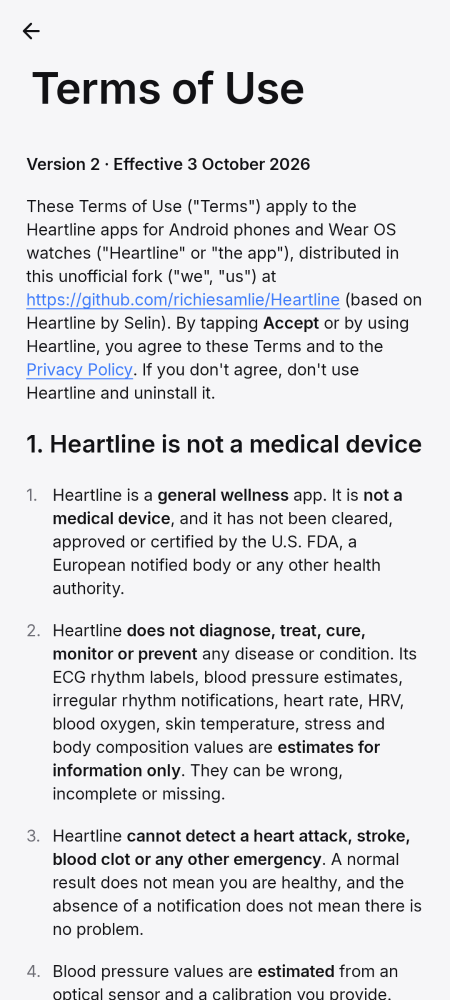 Terms of Use
Version 2 · Effective 3 October 2026
These Terms of Use ("Terms") apply to the
Heartline apps for Android phones and Wear OS
watches ("Heartline" or "the app"), distributed in
this unofficial fork ("we", "us") at
https://github.com/richiesamlie/Heartline (based on
Heartline by Selin). By tapping Accept or by using
Heartline, you agree to these Terms and to the
Privacy Policy. If you don't agree, don't use
Heartline and uninstall it.
1. Heartline is not a medical device
1. Heartline is a general wellness app. It is not a
medical device, and it has not been cleared,
approved or certified by the U.S. FDA, a
European notified body or any other health
authority.
2. Heartline does not diagnose, treat, cure,
monitor or prevent any disease or condition. Its
ECG rhythm labels, blood pressure estimates,
irregular rhythm notifications, heart rate, HRV,
blood oxygen, skin temperature, stress and
body composition values are estimates for
information only. They can be wrong,
incomplete or missing.
3. Heartline cannot detect a heart attack, stroke,
blood clot or any other emergency. A normal
result does not mean you are healthy, and the
absence of a notification does not mean there is
no problem.
4. Blood pressure values are estimated from an
optical sensor and a calibration you provide.